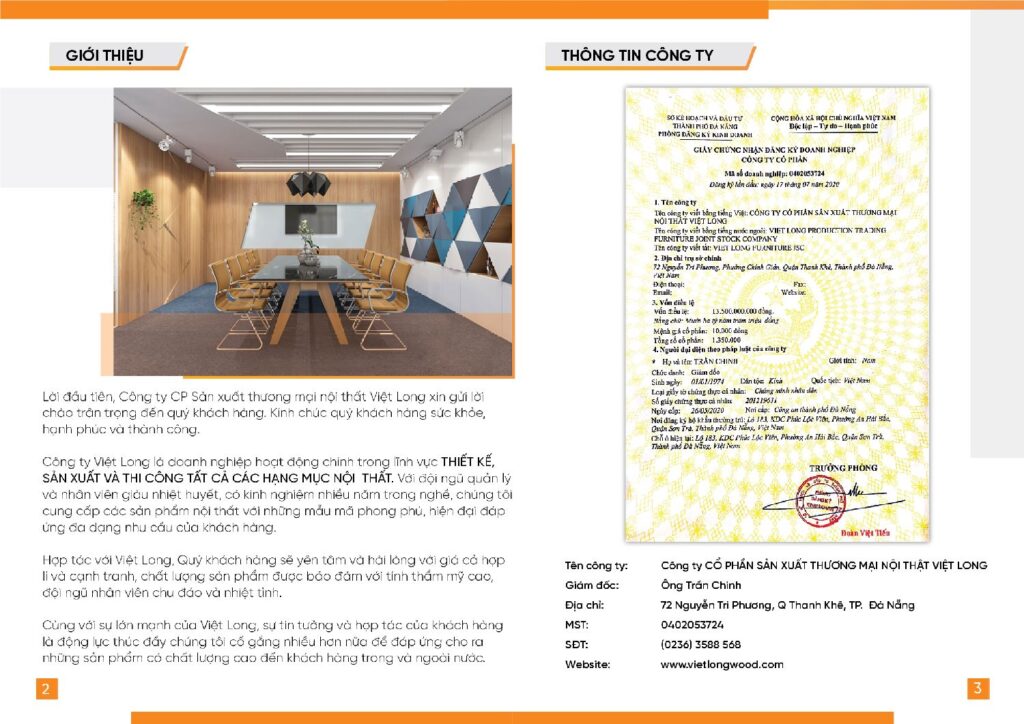 GIỚI THIỆU
Lời đầu tiên, Công ty CP Sản xuất thương mại nội thất Việt Long xin gửi lời
chào trân trọng đến quý khách hàng. Kính chúc quý khách hàng sức khỏe,
hạnh phúc và thành công.
Công ty Việt Long là doanh nghiệp hoạt động chính trong lĩnh vực THIẾT KẾ,
SẢN XUẤT VÀ THI CÔNG TẤT CẢ CÁC HẠNG MỤC NỘI THẤT. Với đội ngũ quản lý
và nhân viên giàu nhiệt huyết, có kinh nghiệm nhiều năm trong nghề, chúng tôi
cung cấp các sản phẩm nội thất với những mẫu mã phong phú, hiện đại đáp
ứng đa dạng nhu cầu của khách hàng.
Hợp tác với Việt Long, Quý khách hàng sẽ yên tâm và hài lòng với giá cả hợp
lí và cạnh tranh, chất lượng sản phẩm được bảo đảm với tính thẩm mỹ cao,
đội ngũ nhân viên chu đáo và nhiệt tình.
Cùng với sự lớn mạnh của Việt Long, sự tin tưởng và hợp tác của khách hàng
là động lực thúc đẩy chúng tôi cố gắng nhiều hơn nữa để đáp ứng cho ra
những sản phẩm có chất lượng cao đến khách hàng trong và ngoài nước.
2
THÔNG TIN CÔNG TY
SỞ KẾ HOẠCH VÀ ĐẦU TƯ
THÀNH PHỐ ĐÀ NẴNG
PHÒNG ĐĂNG KÝ KINH DOANH
CỘNG HÒA XÃ HỘI CHỦ NGHĨA VIỆT NAM
Độc lập – Tự do – Hạnh phúc
GIẤY CHỨNG NHẬN ĐĂNG KÝ DOANH NGHIỆP
CÔNG TY CỔ PHẦN
Mã số doanh nghiệp: 0402053724
Đăng ký lần đầu: ngày 17 tháng 07 năm 2020
1. Tên công ty
Tên công ty viết bằng tiếng Việt: CÔNG TY CỔ PHẦN SẢN XUẤT THƯƠNG MẠI
NỘI THẤT VIỆT LONG
Tên công ty viết bằng tiếng nước ngoài: VIET LONG PRODUCTION TRADING
FURNITURE JOINT STOCK COMPANY
Tên công ty viết tắt: VIET LONG FURNITURE JSC
2. Địa chỉ trụ sở chính
72 Nguyễn Tri Phương, Phường Chính Gián, Quận Thanh Khê, Thành phố Đà Nẵng,
Việt Nam
Điện thoại: Fax:
Email: Website:
3. Vốn điều lệ
Vốn điều lệ: 13.500.000.000 đồng.
Bằng chữ: Mười ba tỷ năm trăm triệu đồng
Mệnh giá cổ phần: 10.000 đồng
Tổng số cổ phần: 1.350.000
4. Người đại diện theo pháp luật của công ty
* Họ và tên: TRẦN CHINH Giới tính: Nam
Chức danh: Giám đốc
Sinh ngày: 01/01/1974 Dân tộc: Kinh Quốc tịch: Việt Nam
Loại giấy tờ chứng thực cá nhân: Chứng minh nhân dân
Số giấy chứng thực cá nhân: 201219631
Ngày cấp: 26/05/2020 Nơi cấp: Công an thành phố Đà Nẵng
Nơi đăng ký hộ khẩu thường trú: Lô 183, KDC Phúc Lộc Viên, Phường An Hải Bắc,
Quận Sơn Trà, Thành phố Đà Nẵng, Việt Nam
Chỗ ở hiện tại: Lô 183, KDC Phúc Lộc Viên, Phường An Hải Bắc, Quận Sơn Trà,
Thành phố Đà Nẵng, Việt Nam
TRƯỞNG PHÒNG
Đoàn Việt Tiến
Tên công ty: Công ty CỔ PHẦN SẢN XUẤT THƯƠNG MẠI NỘI THẤT VIỆT LONG
Giám đốc: Ông Trần Chinh
Địa chỉ: 72 Nguyễn Tri Phương, Q Thanh Khê, TP. Đà Nẵng
MST: 0402053724
SĐT: (0236) 3588 568
Website: www.vietlongwood.com
3